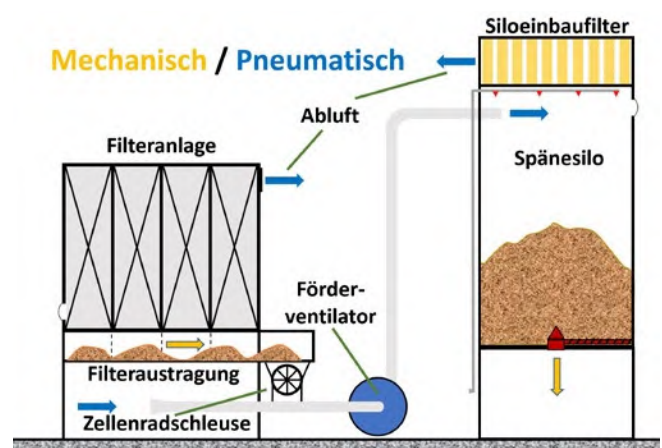 Siloeinbaufilter
Mechanisch / Pneumatisch
Abluft
Filteranlage
Spänesilo
Förder-
ventilator
Filteraustragung
Zellenradschleuse